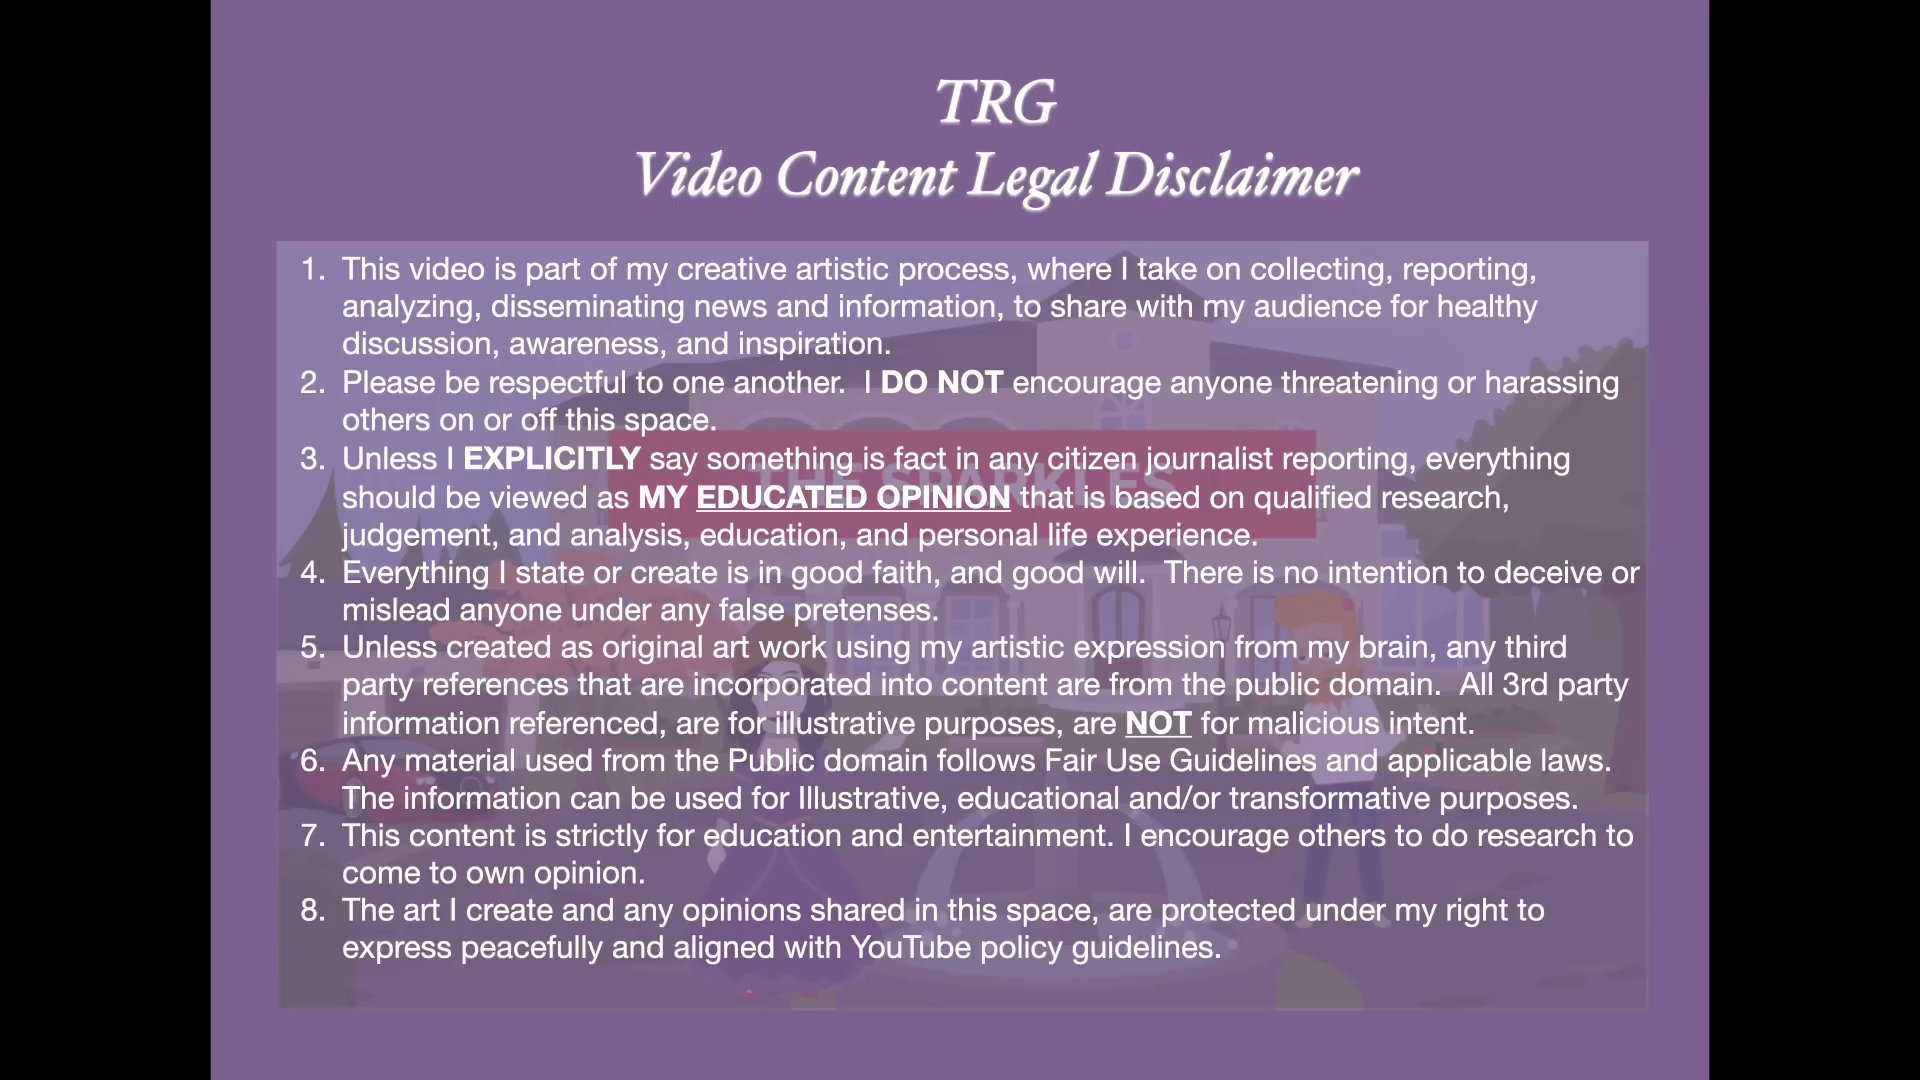 TRG
Video Content Legal Disclaimer
1. This video is part of my creative artistic process, where I take on collecting, reporting,
analyzing, disseminating news and information, to share with my audience for healthy
discussion, awareness, and inspiration.
2. Please be respectful to one another.  I DO NOT encourage anyone threatening or harassing
others on or off this space.
3. Unless I EXPLICITLY say something is fact in any citizen journalist reporting, everything
should be viewed as MY EDUCATED OPINION that is based on qualified research,
judgement, and analysis, education, and personal life experience.
4. Everything I state or create is in good faith, and good will.  There is no intention to deceive or
mislead anyone under any false pretenses.
5. Unless created as original art work using my artistic expression from my brain, any third
party references that are incorporated into content are from the public domain.  All 3rd party
information referenced, are for illustrative purposes, are NOT for malicious intent.
6. Any material used from the Public domain follows Fair Use Guidelines and applicable laws.
The information can be used for Illustrative, educational and/or transformative purposes.
7. This content is strictly for education and entertainment. I encourage others to do research to
come to own opinion.
8. The art I create and any opinions shared in this space, are protected under my right to
express peacefully and aligned with YouTube policy guidelines.
THE SPARKLES